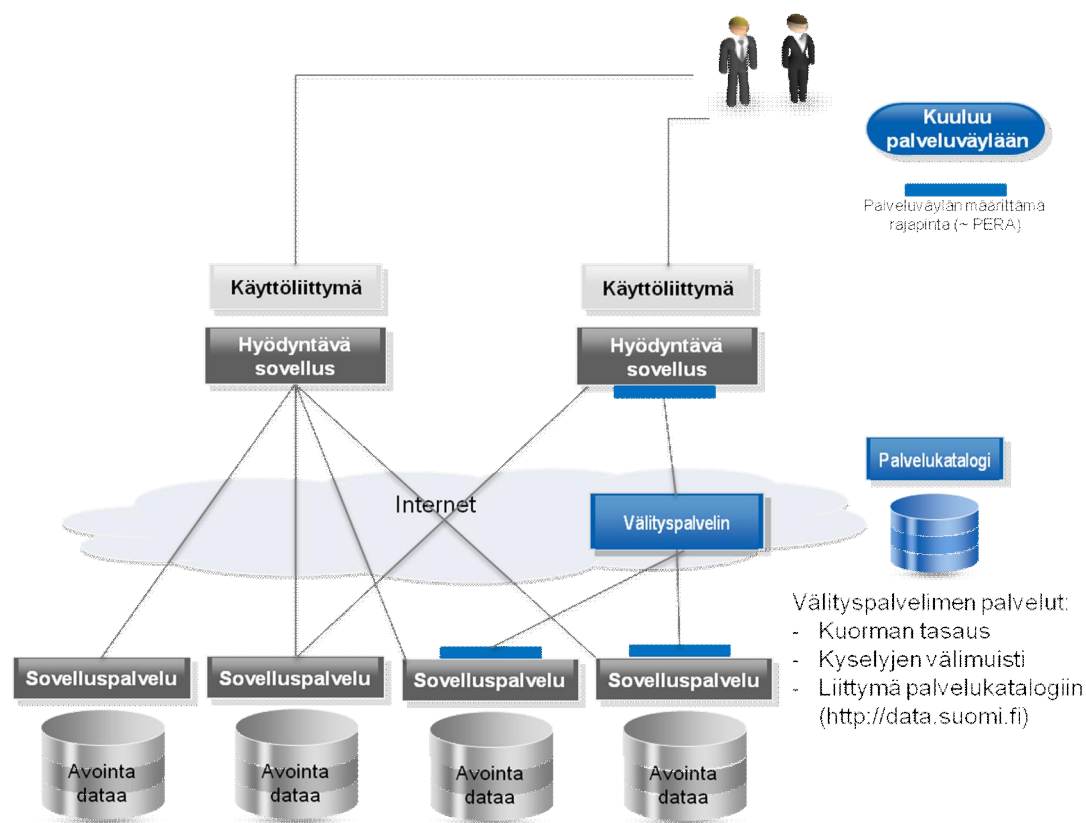 Kuuluu
palveluväylään
Palveluväylän määrittämä
rajapinta (~ PERA)
Käyttöliittymä
Käyttöliittymä
Hyödyntävä
sovellus
Hyödyntävä
sovellus
Palvelukatalogi
Internet
Välityspalvelin
Välityspalvelimen palvelut:
- Kuorman tasaus
- Kyselyjen välimuisti
- Liittymä palvelukatalogiin
(http://data.suomi.fi)
Sovelluspalvelu
Sovelluspalvelu
Sovelluspalvelu
Sovelluspalvelu
Avointa
dataa
Avointa
dataa
Avointa
dataa
Avointa
dataa